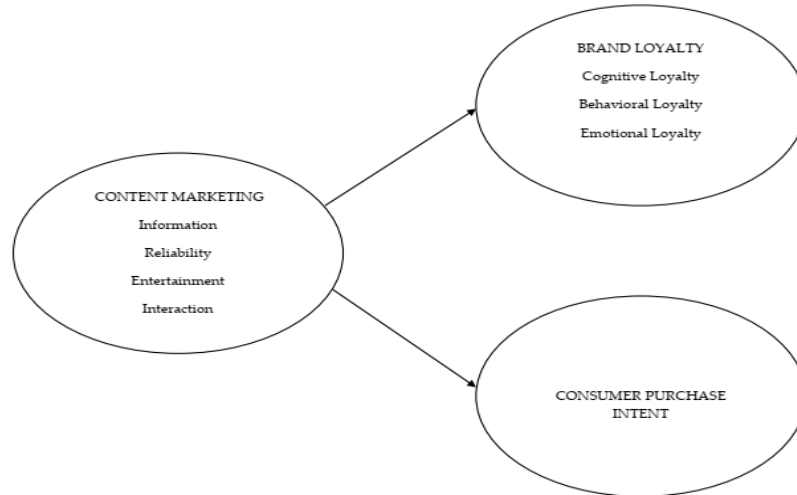 BRAND LOYALTY
Cognitive Loyalty
Behavioral Loyalty
Emotional Loyalty
CONTENT MARKETING
Information
Reliability
Entertainment
Interaction
CONSUMER PURCHASE
INTENT